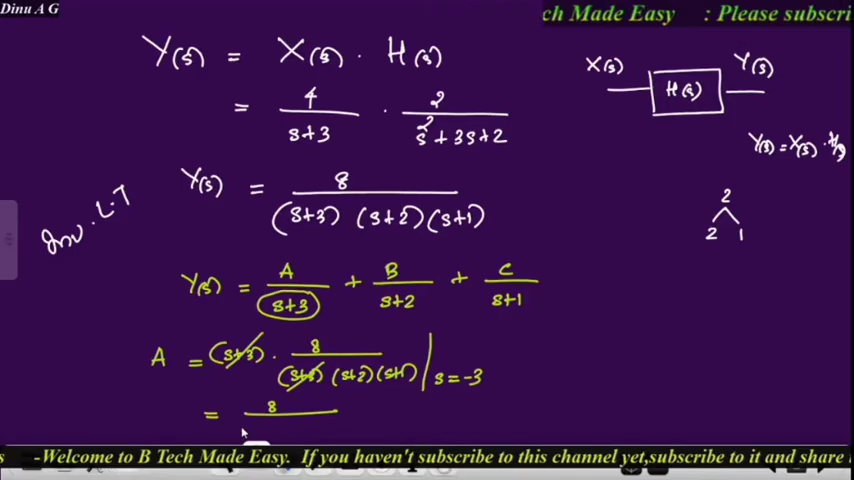 Dinu A G
ch Made Easy : Please subscri
Y(s) = X(s) . H(s)
= 4/(s+3) . 2/(s²+3s+2)
X(s) H(s) Y(s)
Y(s) = X(s) .
Y(s) = 8/((s+3) (s+2)(s+1))
Inv. L.T
2
2 1
Y(s) = A/(s+3) + B/(s+2) + C/(s+1)
A = (s+3) . 8/((s+3)(s+2)(s+1)) | s=-3
= 8
s -Welcome to B Tech Made Easy. If you haven't subscribe to this channel yet,subscribe to it and share